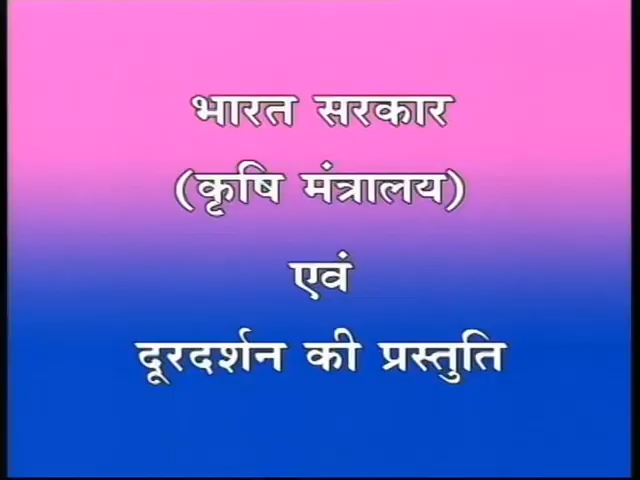 भारत सरकार
(कृषि मंत्रालय)
एवं
दूरदर्शन की प्रस्तुति